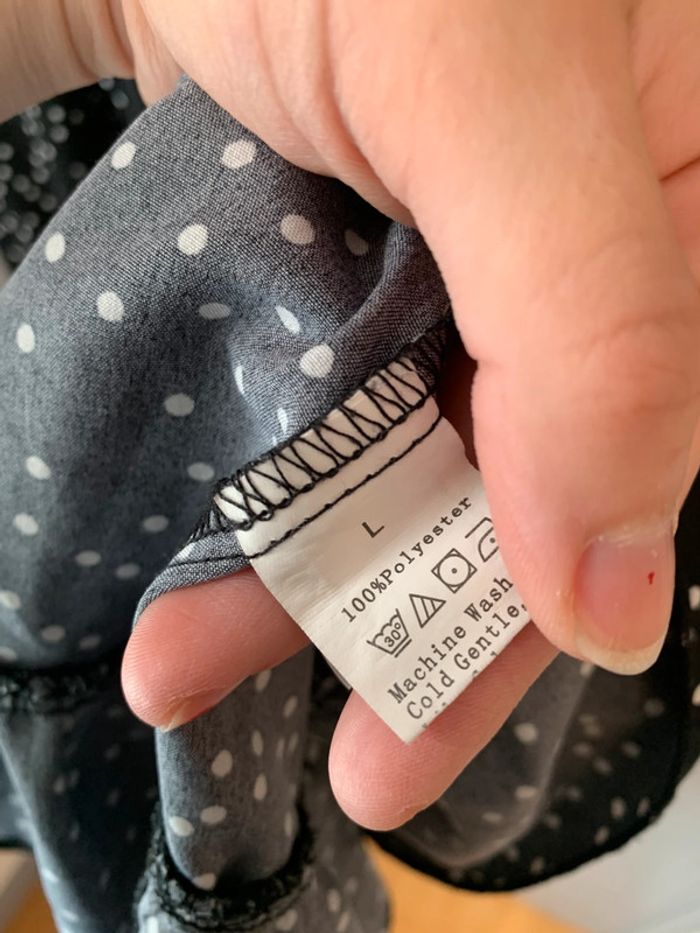 L
100%Polyester
30°
Machine Wash
Cold Gentle,